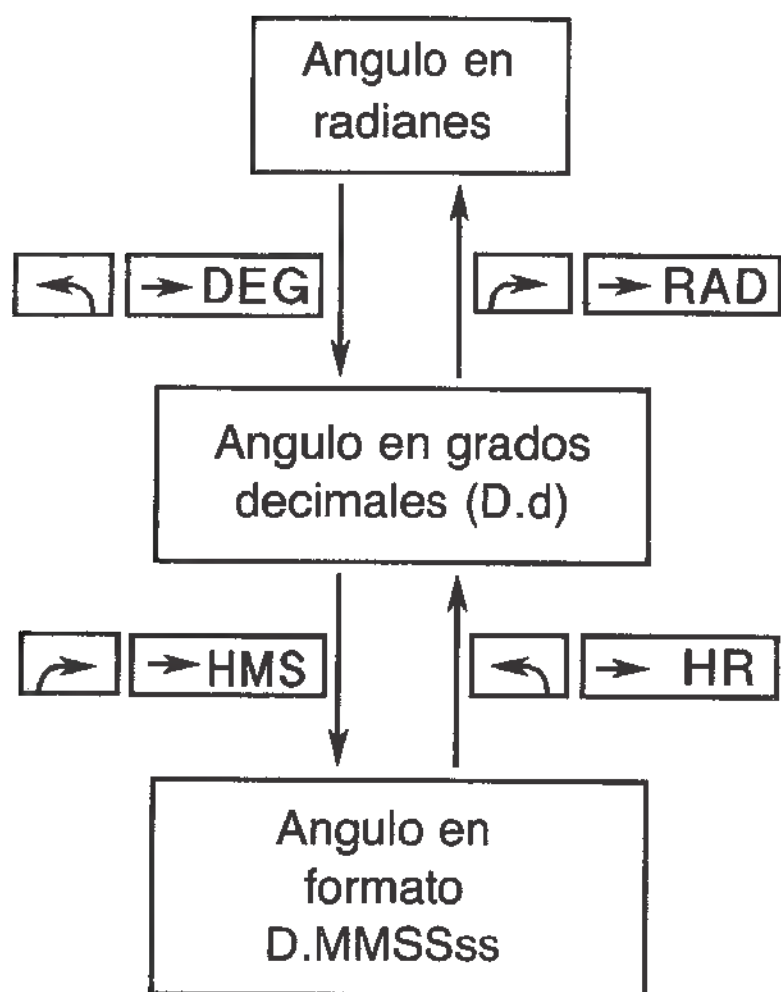 Angulo en
radianes
→ DEG
→ RAD
Angulo en grados
decimales (D.d)
→ HMS
→ HR
Angulo en
formato
D.MMSSss